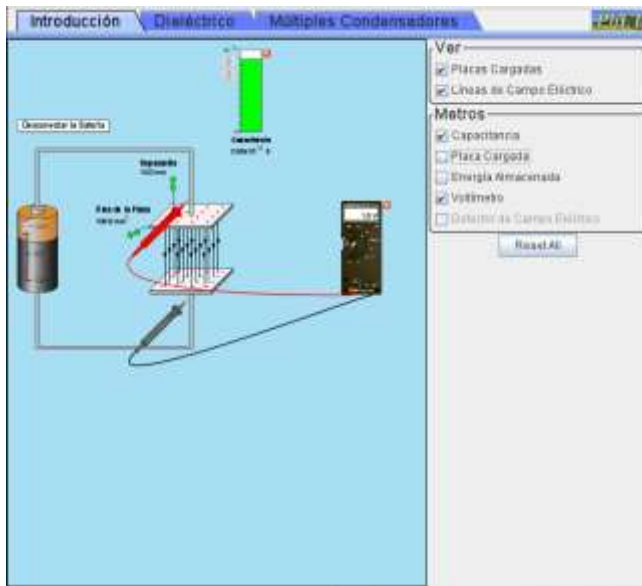 Introducción
Dieléctrico
Múltiples Condensadores
Ver
Placas Cargadas
Líneas de Campo Eléctrico
Metros
Capacitancia
Placa Cargada
Energía Almacenada
Voltímetro
Detector de Campo Eléctrico
Reset All
Desconectar la Batería
Capacitancia
Separación
Área de la Placa